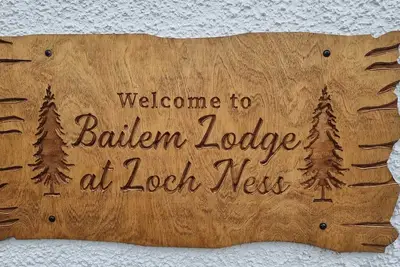 Welcome to
Bailem Lodge
at Loch Ness